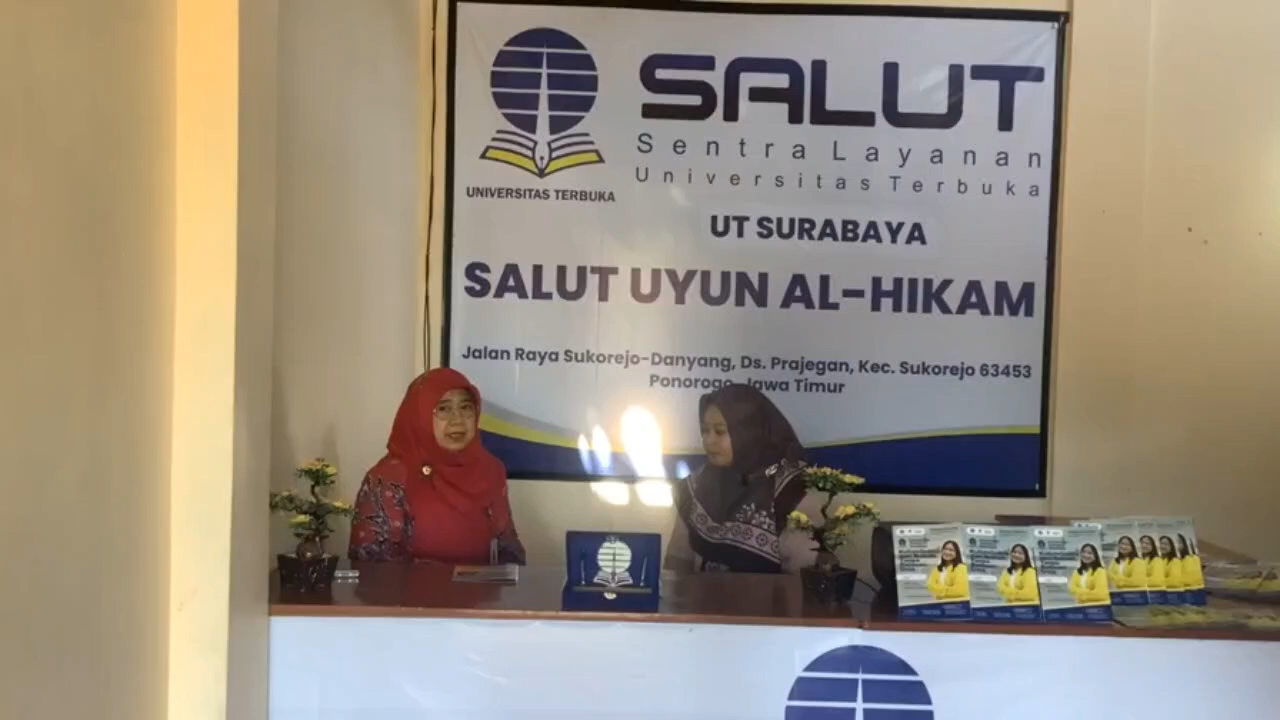 SALUT
Sentra Layanan
Universitas Terbuka
UNIVERSITAS TERBUKA
UT SURABAYA
SALUT UYUN AL-HIKAM
Jalan Raya Sukorejo-Danyang, Ds. Prajegan, Kec. Sukorejo 63453
Ponorogo Jawa Timur